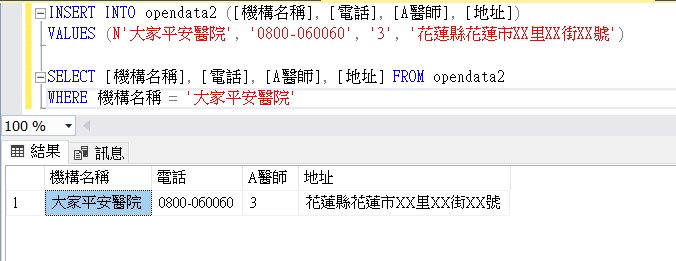 INSERT INTO opendata2 ([機構名稱], [電話], [A醫師], [地址])
VALUES (N'大家平安醫院', '0800-060060', '3', '花蓮縣花蓮市XX里XX街XX號')
SELECT [機構名稱], [電話], [A醫師], [地址] FROM opendata2
WHERE 機構名稱 = '大家平安醫院'
100 %
結果 訊息
機構名稱 電話 A醫師 地址
1 大家平安醫院 0800-060060 3 花蓮縣花蓮市XX里XX街XX號